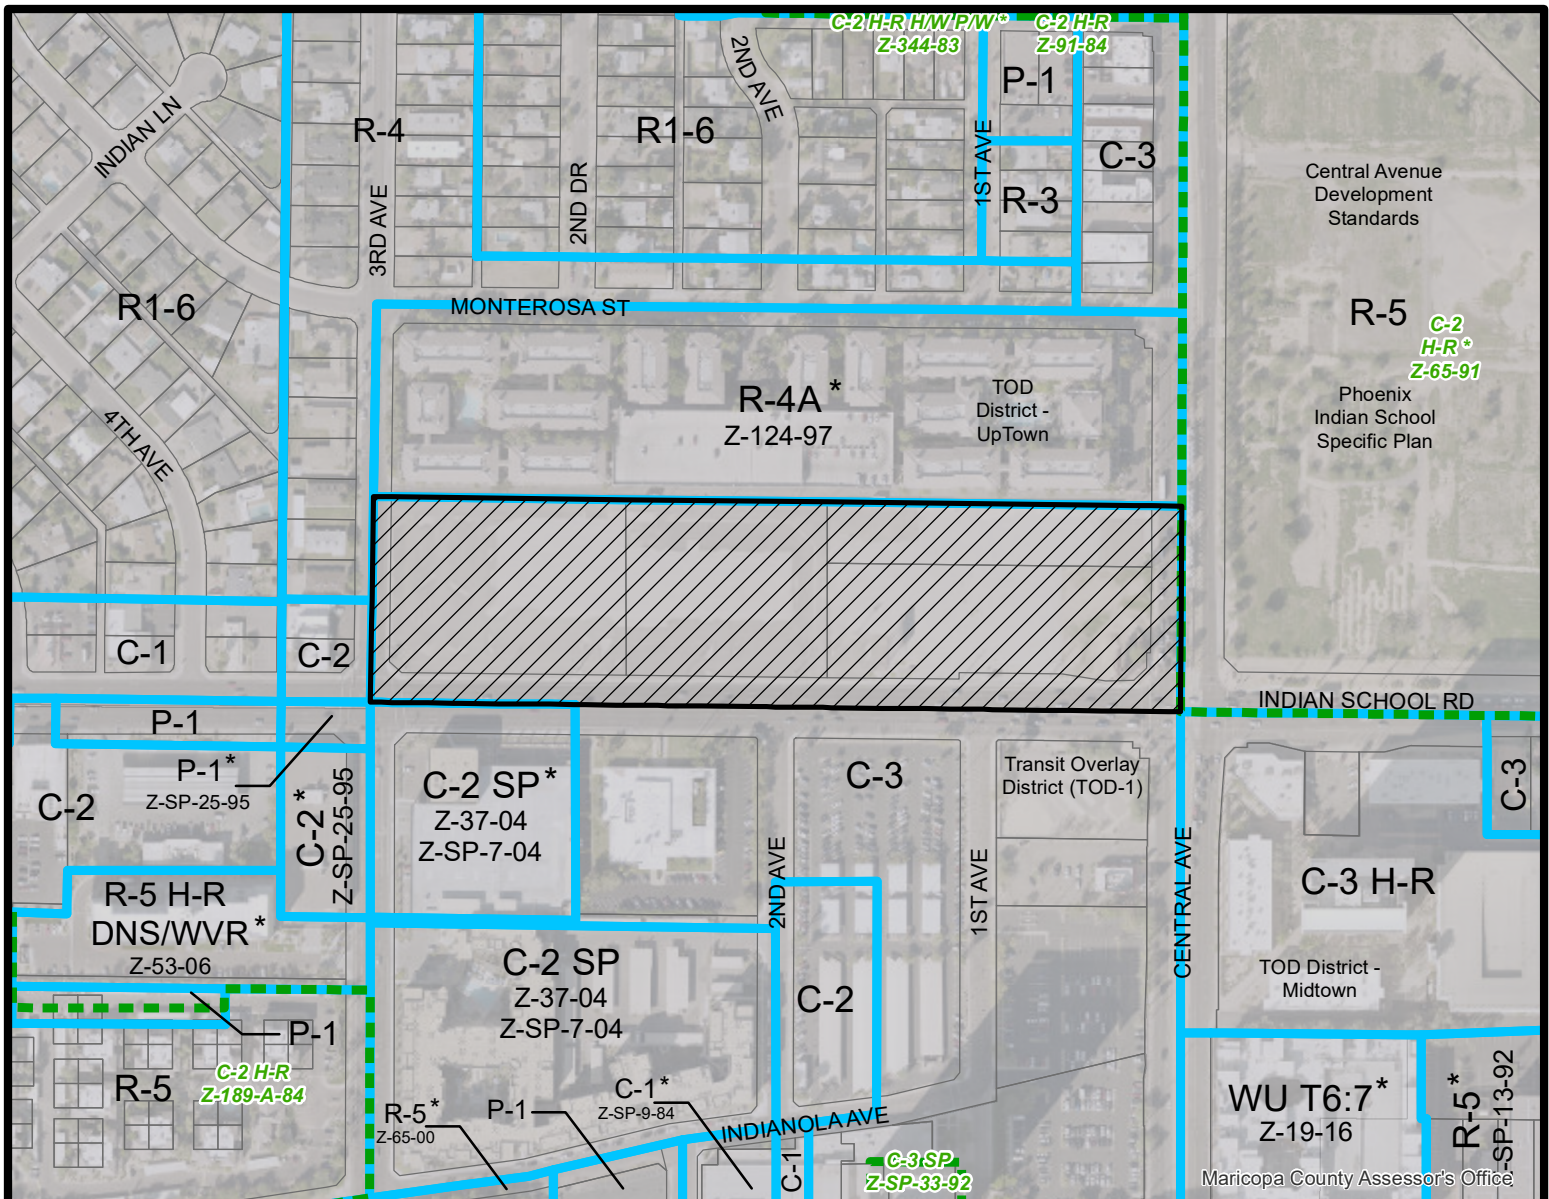 C-2 H-R H/W P/W *
Z-344-83
C-2 H-R
Z-91-84
2ND AVE
P-1
INDIAN LN
R-4
R1-6
1ST AVE
C-3
2ND DR
3RD AVE
R-3
Central Avenue
Development
Standards
R1-6
MONTEROSA ST
R-5
C-2
H-R *
Z-65-91
R-4A *
Z-124-97
TOD
District -
UpTown
Phoenix
Indian School
Specific Plan
4TH AVE
C-1
C-2
INDIAN SCHOOL RD
P-1
P-1 *
Z-SP-25-95
C-2
C-2 *
Z-SP-25-95
C-2 SP *
Z-37-04
Z-SP-7-04
C-3
Transit Overlay
District (TOD-1)
C-3
2ND AVE
1ST AVE
CENTRAL AVE
C-3 H-R
R-5 H-R
DNS/WVR *
Z-53-06
TOD District -
Midtown
C-2 SP
Z-37-04
Z-SP-7-04
C-2
P-1
R-5
C-2 H-R
Z-189-A-84
R-5 *
Z-65-00
P-1
C-1 *
Z-SP-9-84
INDIANOLA AVE
C-1
C-3 SP
Z-SP-33-92
WU T6:7 *
Z-19-16
R-5 *
-SP-13-92
Maricopa County Assessor's Office